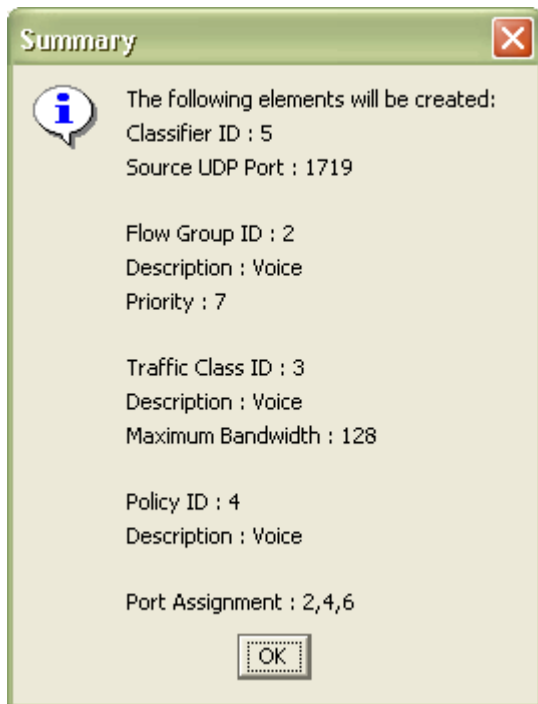 Summary
The following elements will be created:
Classifier ID : 5
Source UDP Port : 1719
Flow Group ID : 2
Description : Voice
Priority : 7
Traffic Class ID : 3
Description : Voice
Maximum Bandwidth : 128
Policy ID : 4
Description : Voice
Port Assignment : 2,4,6
OK